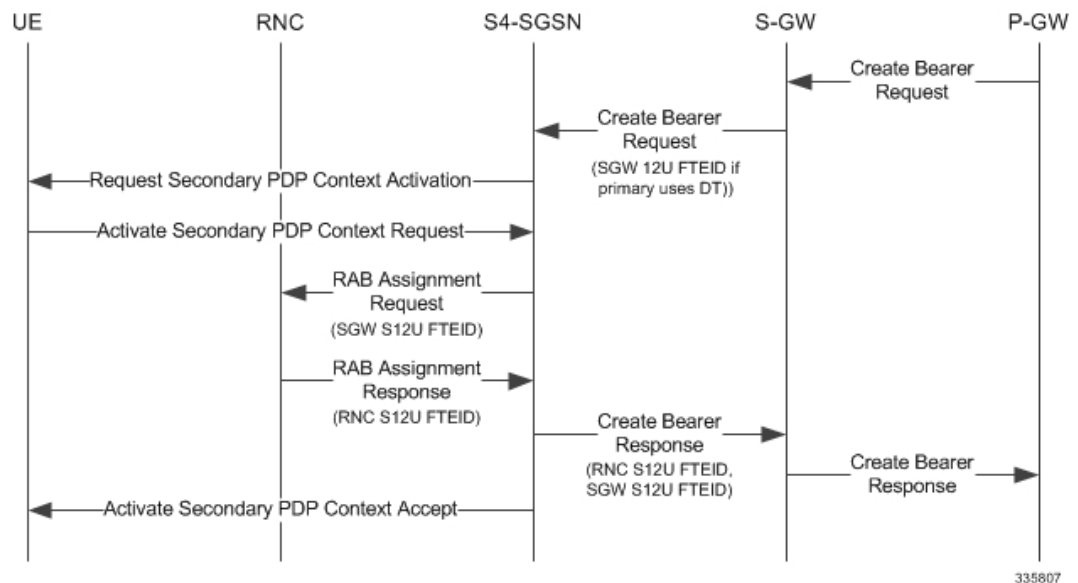 UE RNC S4-SGSN S-GW P-GW
Create Bearer
Request
Create Bearer
Request
(SGW 12U FTEID if
primary uses DT))
Request Secondary PDP Context Activation
Activate Secondary PDP Context Request
RAB Assignment
Request
(SGW S12U FTEID)
RAB Assignment
Response
(RNC S12U FTEID)
Create Bearer
Response
(RNC S12U FTEID,
SGW S12U FTEID)
Create Bearer
Response
Activate Secondary PDP Context Accept
335807